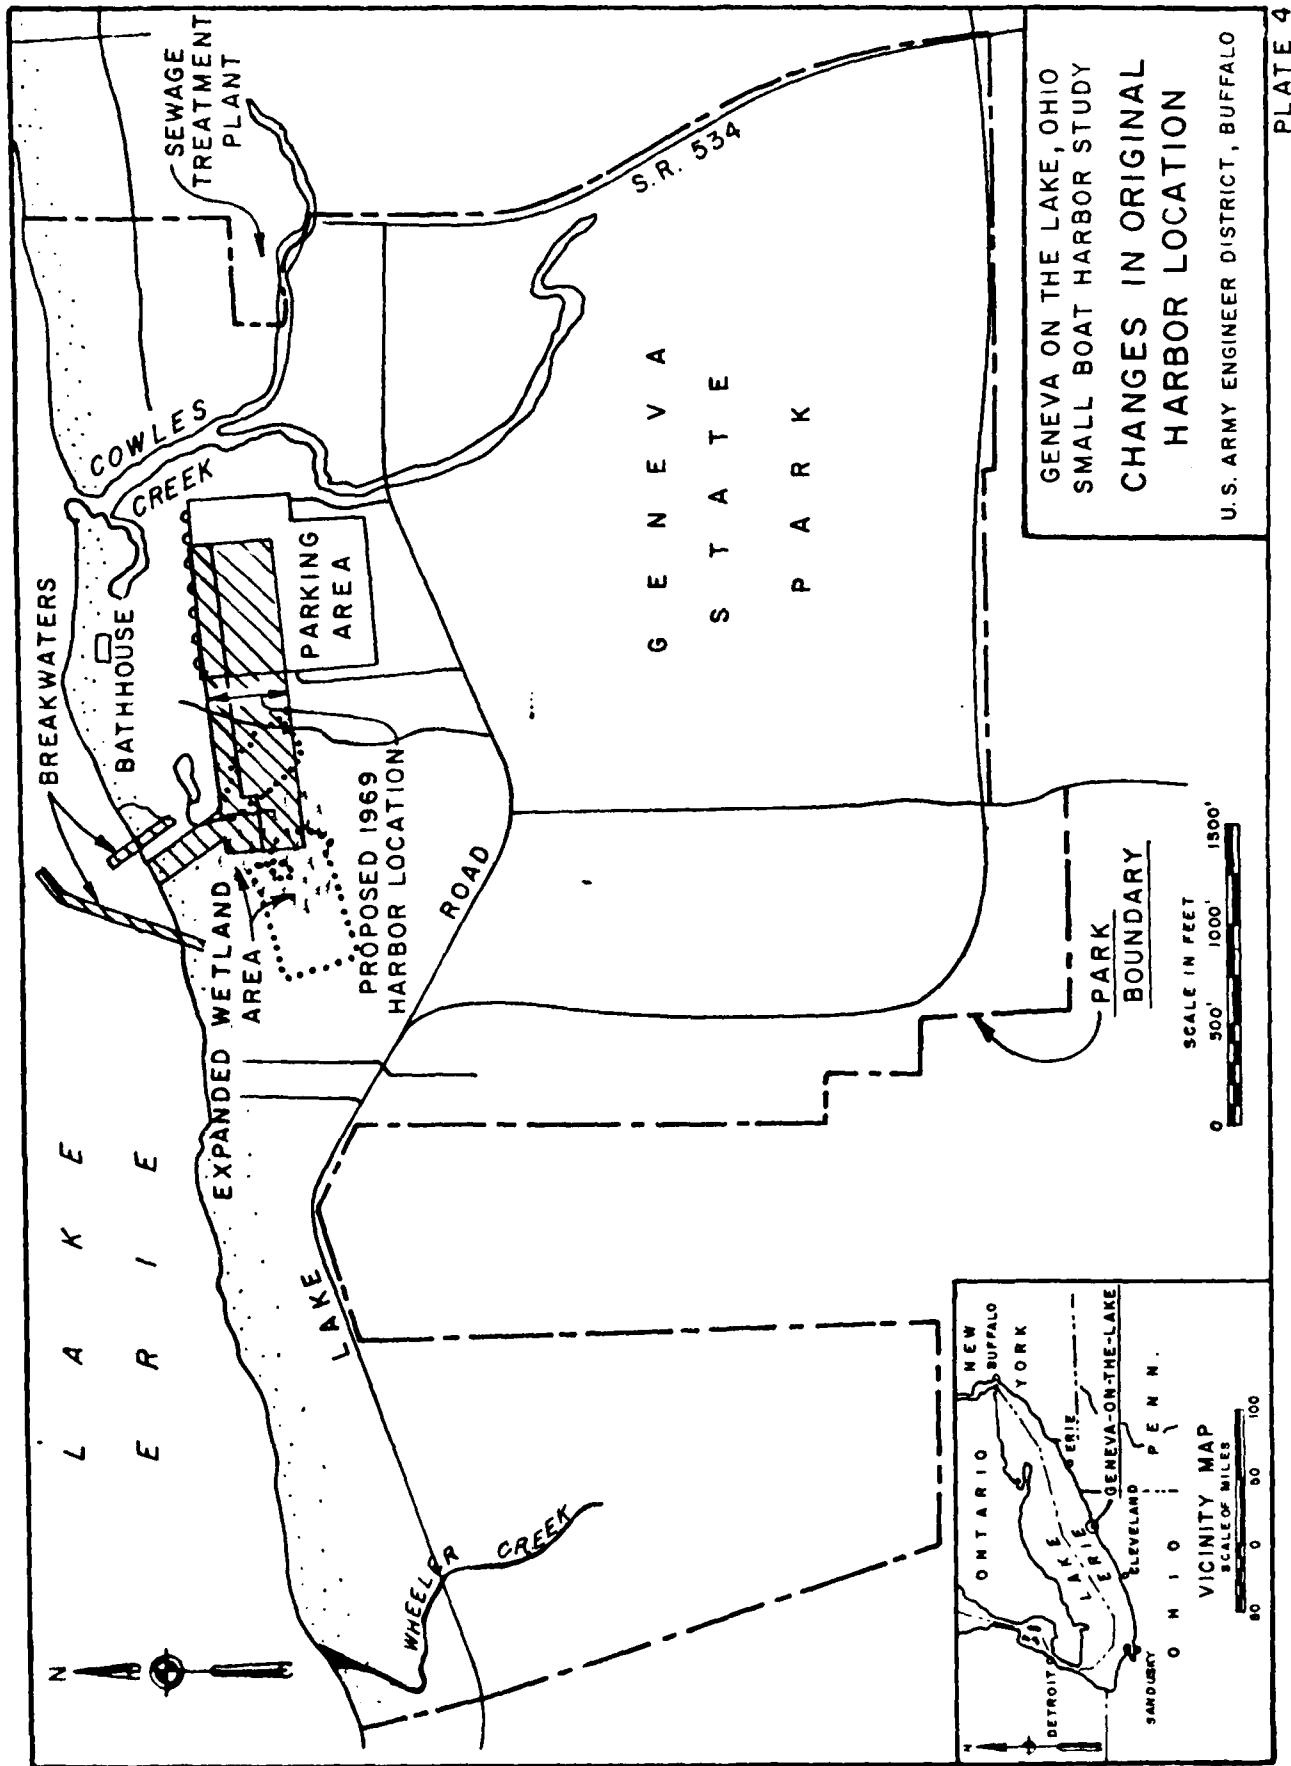 LAKE
ERIE
N
BREAKWATERS
BATHHOUSE
COWLES
CREEK
SEWAGE
TREATMENT
PLANT
EXPANDED WETLAND
AREA
PARKING
AREA
PROPOSED 1969
HARBOR LOCATION
LAKE
ROAD
S.R. 534
WHEELER
CREEK
GENEVA
STATE
PARK
PARK
BOUNDARY
SCALE IN FEET
0 500' 1000' 1500'
N
ONTARIO
NEW
YORK
BUFFALO
DETROIT
LAKE
ERIE
ERIE
GENEVA-ON-THE-LAKE
CLEVELAND
SANDUSKY
OHIO
PENN.
VICINITY MAP
SCALE OF MILES
50 0 50 100
GENEVA ON THE LAKE, OHIO
SMALL BOAT HARBOR STUDY
CHANGES IN ORIGINAL
HARBOR LOCATION
U.S. ARMY ENGINEER DISTRICT, BUFFALO
PLATE 4